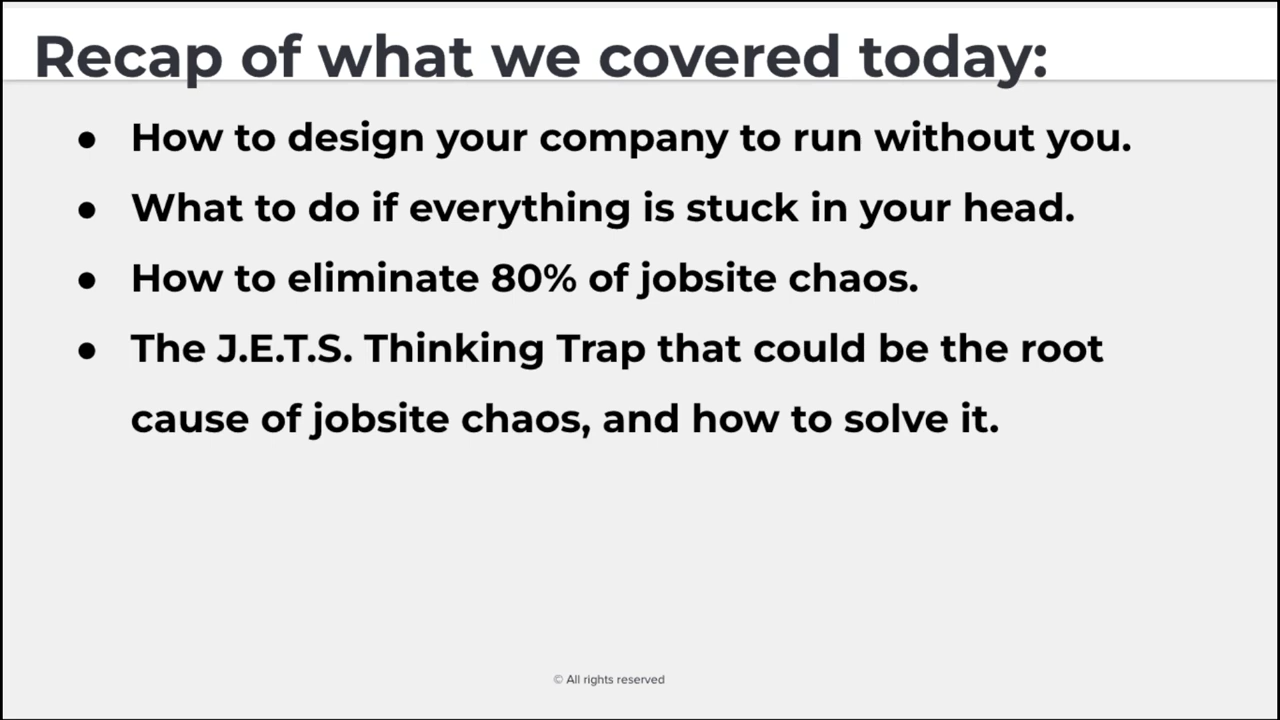 Recap of what we covered today:
● How to design your company to run without you.
● What to do if everything is stuck in your head.
● How to eliminate 80% of jobsite chaos.
● The J.E.T.S. Thinking Trap that could be the root
cause of jobsite chaos, and how to solve it.
© All rights reserved